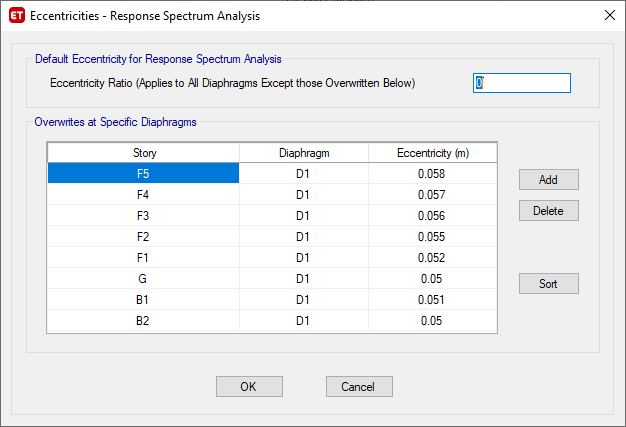 ET Eccentricities - Response Spectrum Analysis
Default Eccentricity for Response Spectrum Analysis
Eccentricity Ratio (Applies to All Diaphragms Except those Overwritten Below) 0
Overwrites at Specific Diaphragms
Story Diaphragm Eccentricity (m)
F5 D1 0.058
F4 D1 0.057
F3 D1 0.056
F2 D1 0.055
F1 D1 0.052
G D1 0.05
B1 D1 0.051
B2 D1 0.05
Add
Delete
Sort
OK Cancel